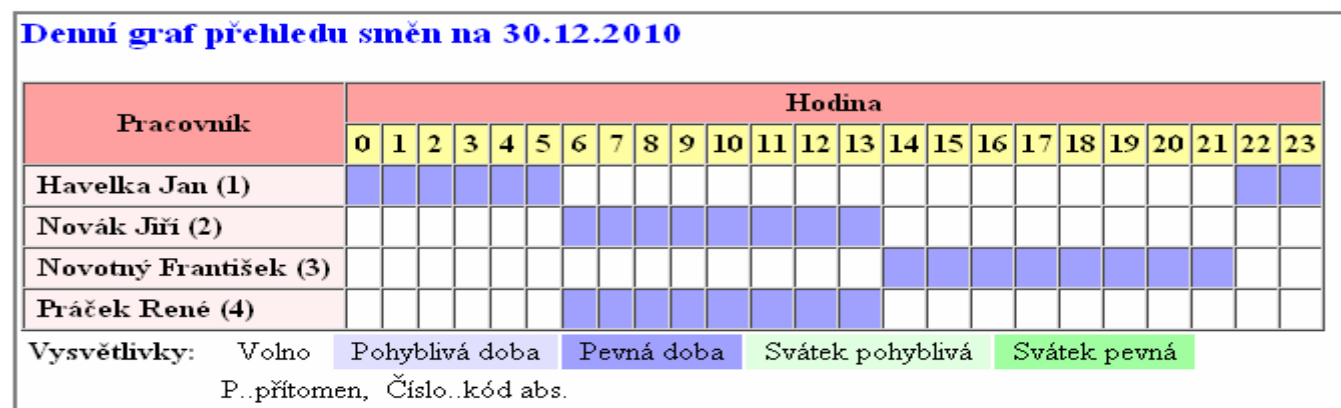 Denní graf přehledu směn na 30.12.2010
Pracovník Hodina
0 1 2 3 4 5 6 7 8 9 10 11 12 13 14 15 16 17 18 19 20 21 22 23
Havelka Jan (1)
Novák Jiří (2)
Novotný František (3)
Práček René (4)
Vysvětlivky: Volno Pohyblivá doba Pevná doba Svátek pohyblivá Svátek pevná
P..přítomen, Číslo..kód abs.